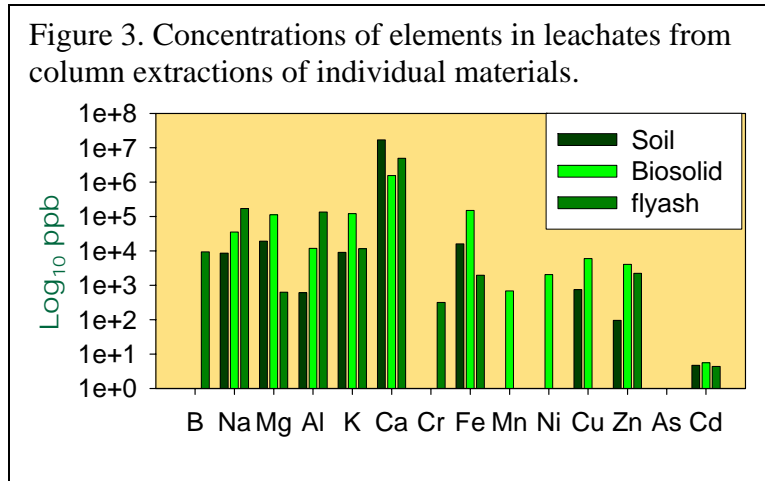 Figure 3. Concentrations of elements in leachates from
column extractions of individual materials.
1e+8
1e+7
1e+6
1e+5
1e+4
1e+3
1e+2
1e+1
1e+0
Log₁₀ ppb
Soil
Biosolid
flyash
B Na Mg Al K Ca Cr Fe Mn Ni Cu Zn As Cd